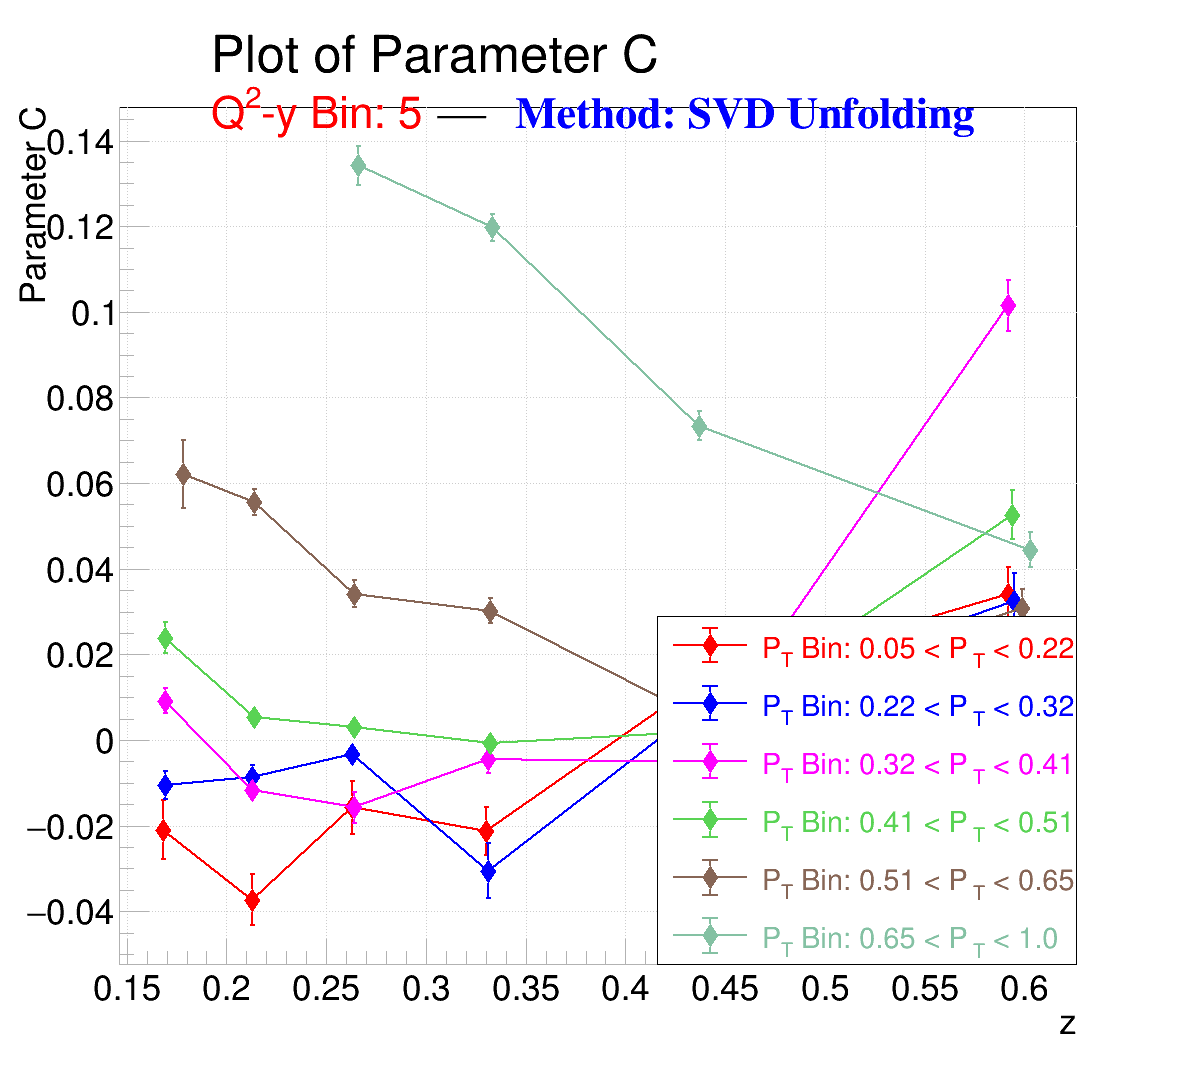 Plot of Parameter C
Q2-y Bin: 5 — Method: SVD Unfolding
Parameter C
0.14
0.12
0.1
0.08
0.06
0.04
0.02
0
−0.02
−0.04
PT Bin: 0.05 < PT < 0.22
PT Bin: 0.22 < PT < 0.32
PT Bin: 0.32 < PT < 0.41
PT Bin: 0.41 < PT < 0.51
PT Bin: 0.51 < PT < 0.65
PT Bin: 0.65 < PT < 1.0
0.15 0.2 0.25 0.3 0.35 0.4 0.45 0.5 0.55 0.6
z